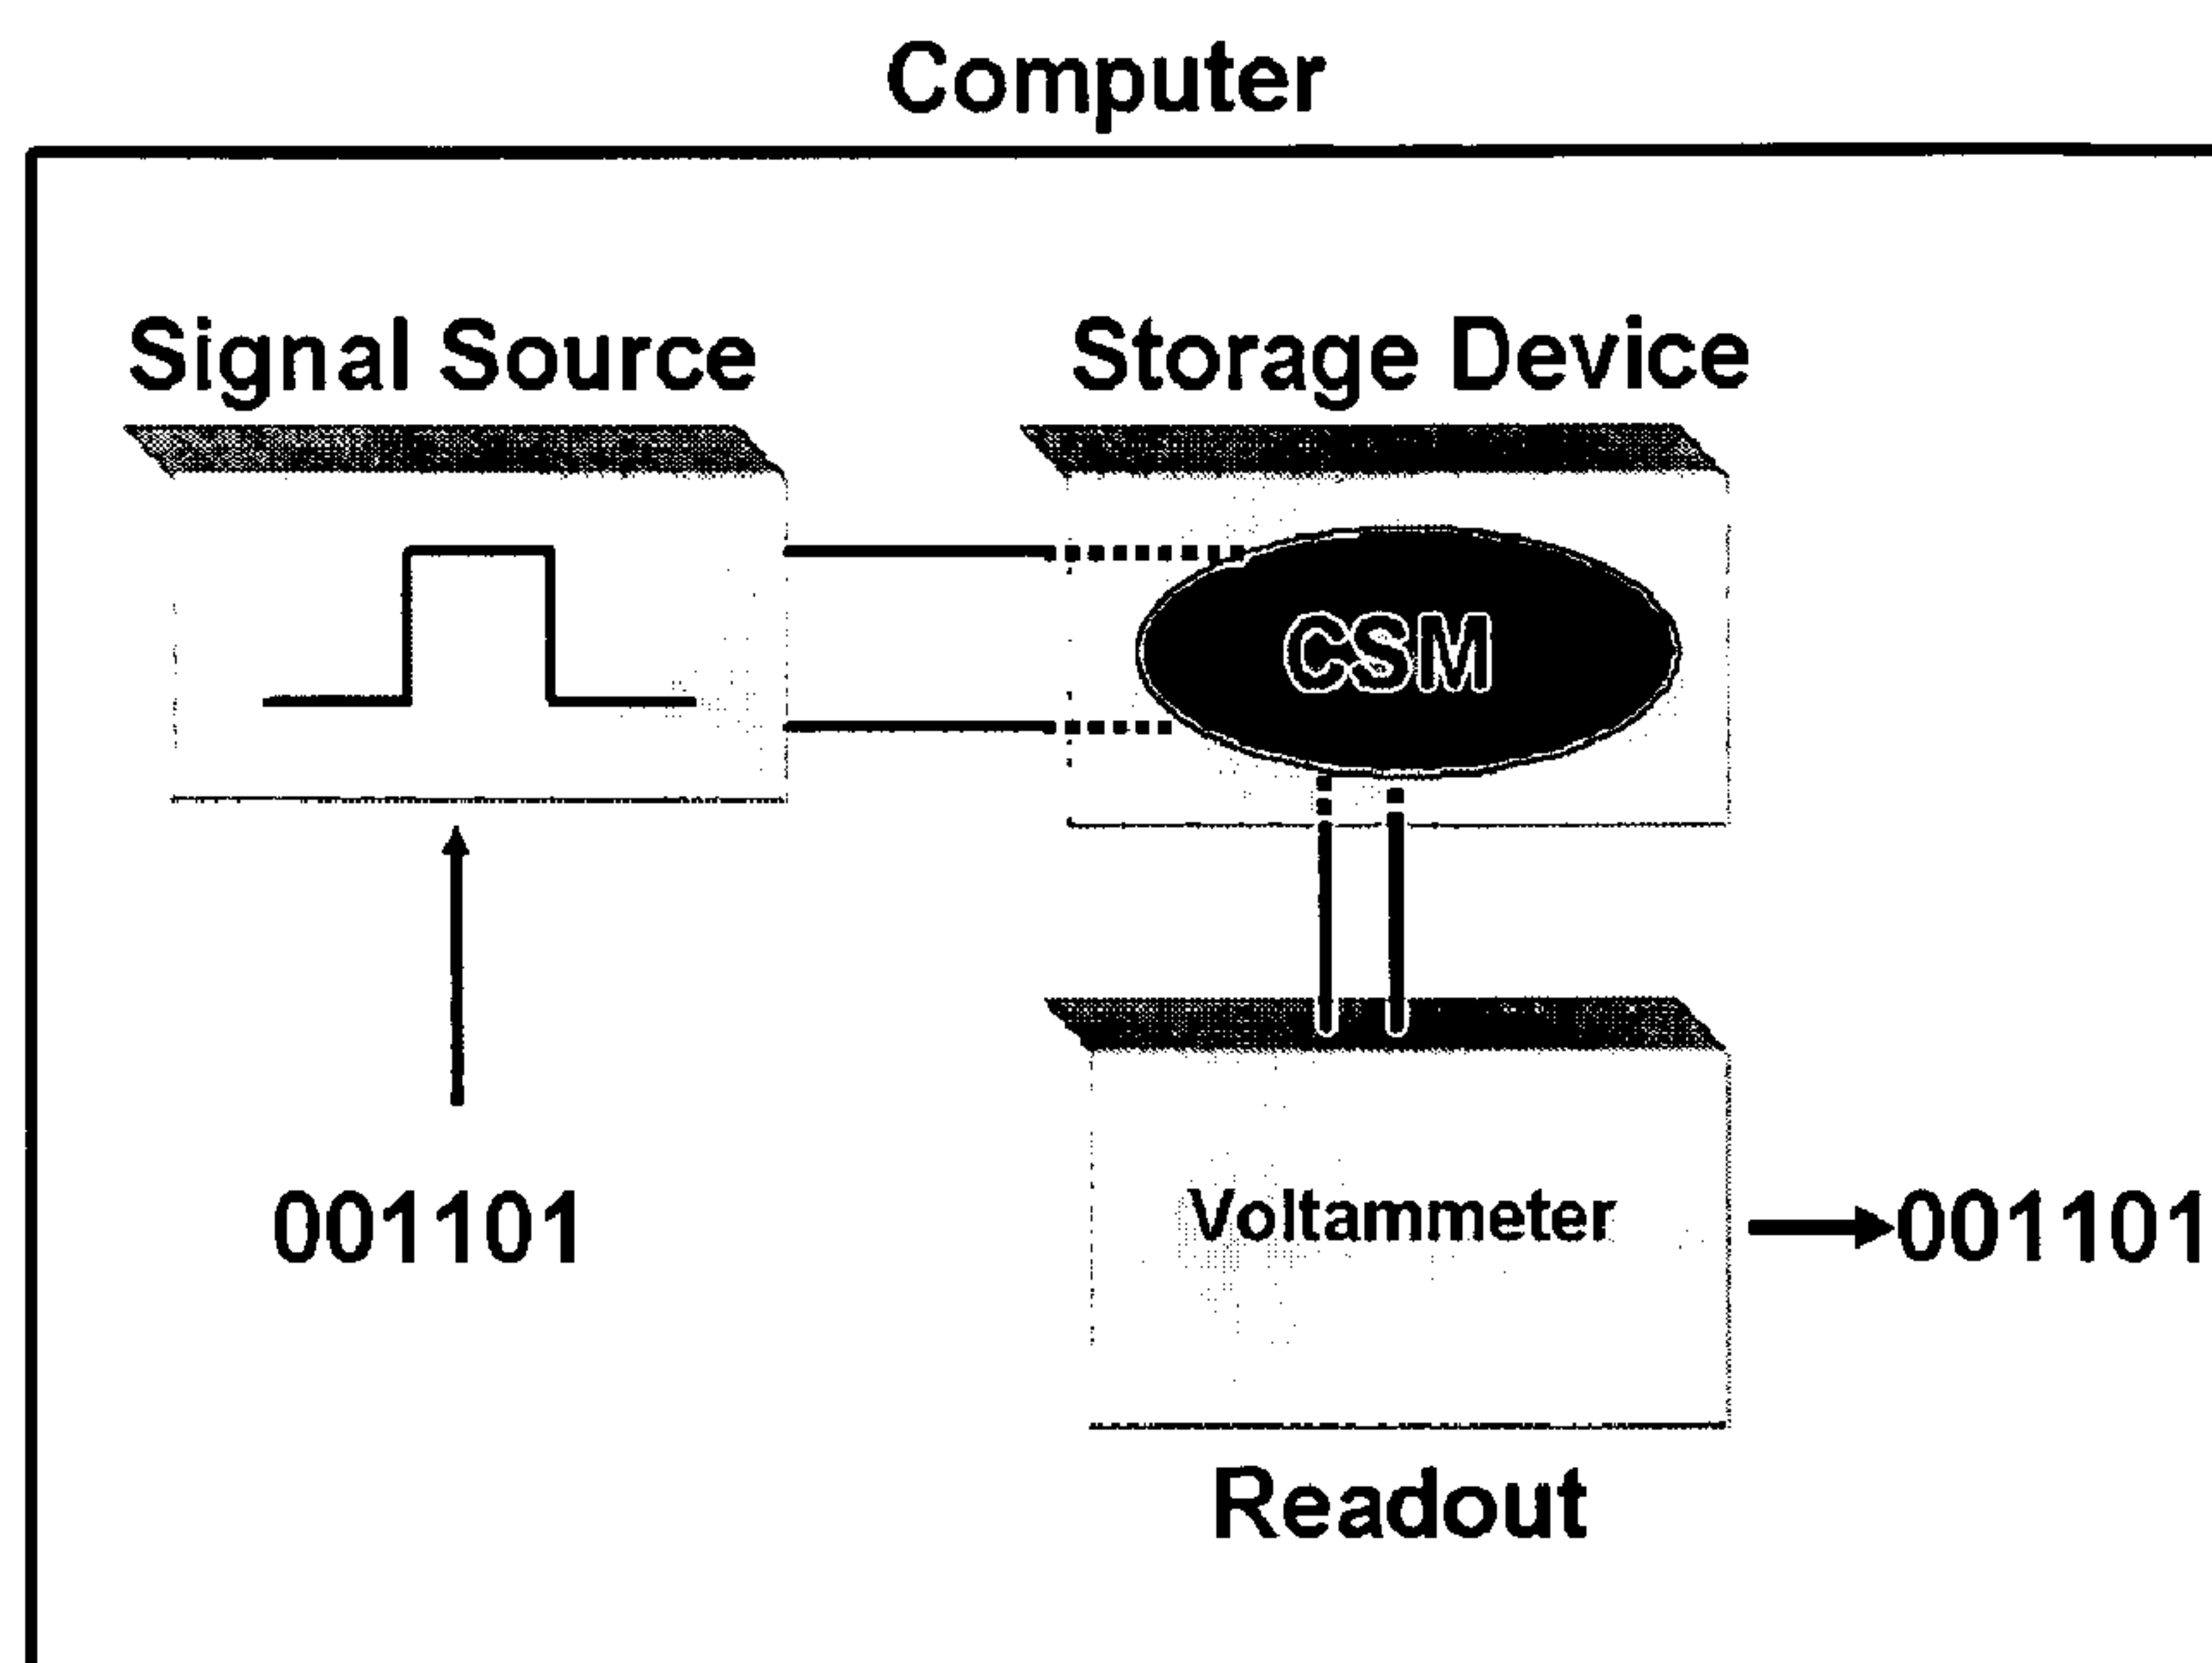 Computer
Signal Source
Storage Device
CSM
001101
Voltammeter
001101
Readout